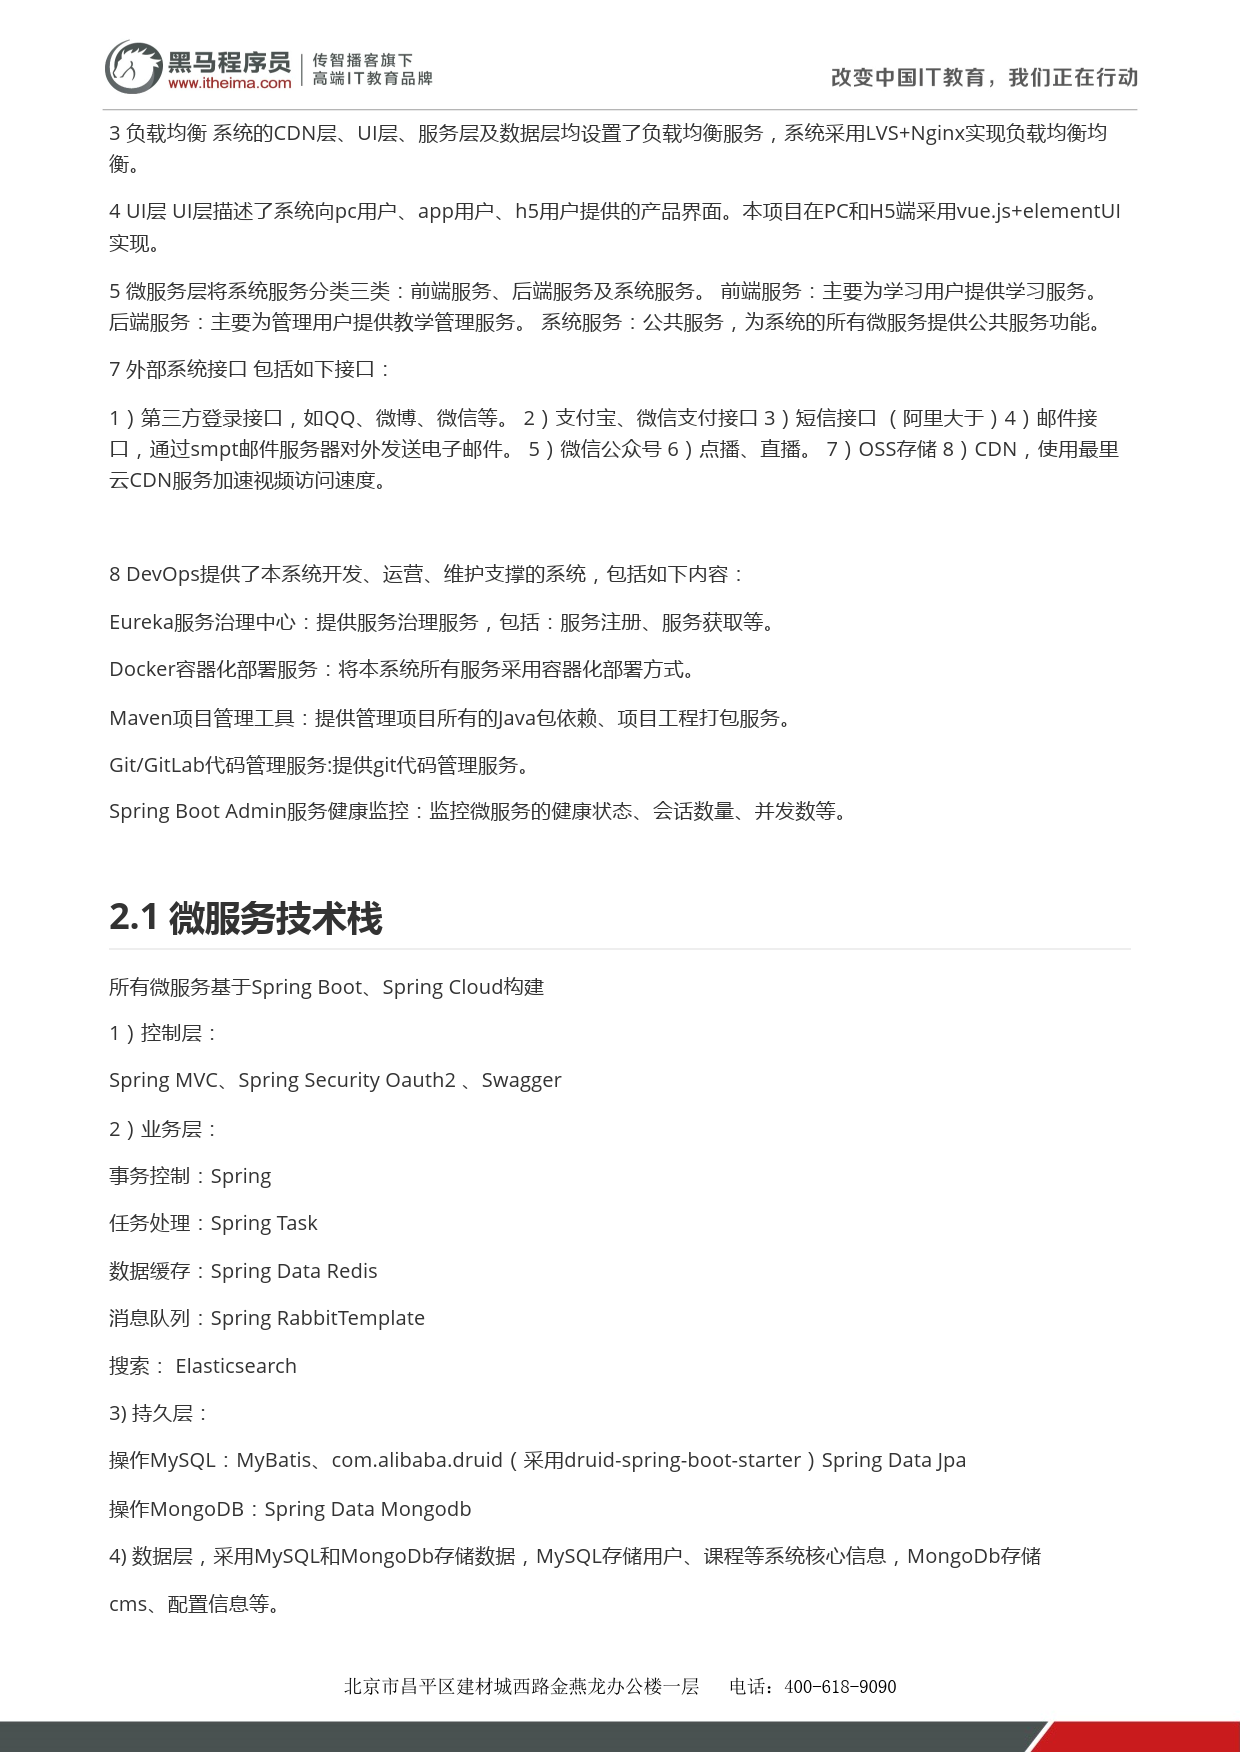 黑马程序员
www.itheima.com
传智播客旗下
高端IT教育品牌
改变中国IT教育，我们正在行动
3 负载均衡 系统的CDN层、UI层、服务层及数据层均设置了负载均衡服务，系统采用LVS+Nginx实现负载均衡均
衡。
4 UI层 UI层描述了系统向pc用户、app用户、h5用户提供的产品界面。本项目在PC和H5端采用vue.js+elementUI
实现。
5 微服务层将系统服务分类三类：前端服务、后端服务及系统服务。 前端服务：主要为学习用户提供学习服务。
后端服务：主要为管理用户提供教学管理服务。 系统服务：公共服务，为系统的所有微服务提供公共服务功能。
7 外部系统接口 包括如下接口：
1）第三方登录接口，如QQ、微博、微信等。 2）支付宝、微信支付接口 3）短信接口 （阿里大于）4）邮件接
口，通过smpt邮件服务器对外发送电子邮件。 5）微信公众号 6）点播、直播。 7）OSS存储 8）CDN，使用最里
云CDN服务加速视频访问速度。
8 DevOps提供了本系统开发、运营、维护支撑的系统，包括如下内容：
Eureka服务治理中心：提供服务治理服务，包括：服务注册、服务获取等。
Docker容器化部署服务：将本系统所有服务采用容器化部署方式。
Maven项目管理工具：提供管理项目所有的Java包依赖、项目工程打包服务。
Git/GitLab代码管理服务:提供git代码管理服务。
Spring Boot Admin服务健康监控：监控微服务的健康状态、会话数量、并发数等。
2.1 微服务技术栈
所有微服务基于Spring Boot、Spring Cloud构建
1）控制层：
Spring MVC、Spring Security Oauth2 、Swagger
2）业务层：
事务控制：Spring
任务处理：Spring Task
数据缓存：Spring Data Redis
消息队列：Spring RabbitTemplate
搜索： Elasticsearch
3) 持久层：
操作MySQL：MyBatis、com.alibaba.druid（采用druid-spring-boot-starter）Spring Data Jpa
操作MongoDB：Spring Data Mongodb
4) 数据层，采用MySQL和MongoDb存储数据，MySQL存储用户、课程等系统核心信息，MongoDb存储
cms、配置信息等。
北京市昌平区建材城西路金燕龙办公楼一层 电话：400-618-9090